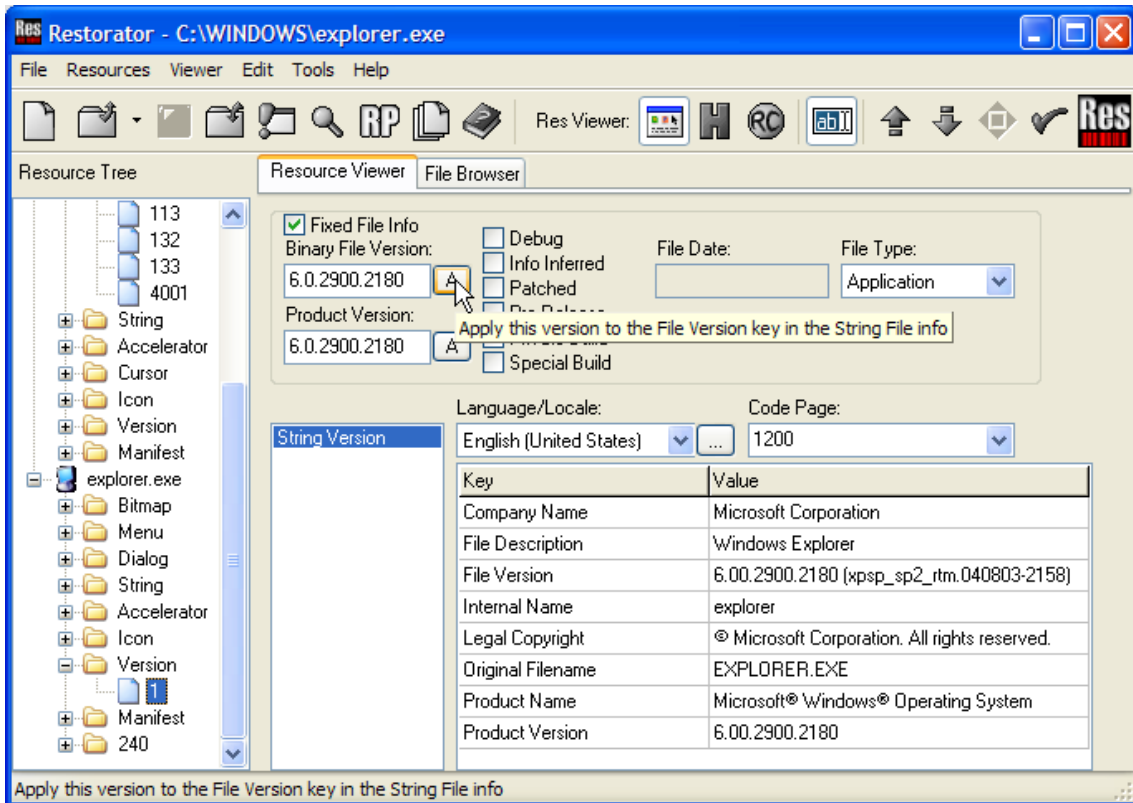 Res Restorator - C:\WINDOWS\explorer.exe
File Resources Viewer Edit Tools Help
RP Res Viewer: H RC abI Res
Resource Tree
Resource Viewer File Browser
113
132
133
4001
String
Accelerator
Cursor
Icon
Version
Manifest
explorer.exe
Bitmap
Menu
Dialog
String
Accelerator
Icon
Version
1
Manifest
240
Fixed File Info
Binary File Version:
6.0.2900.2180 A
Product Version:
6.0.2900.2180 A
Debug
Info Inferred
Patched
Apply this version to the File Version key in the String File info
Special Build
File Date:
File Type:
Application
String Version
Language/Locale:
English (United States) ...
Code Page:
1200
Key Value
Company Name Microsoft Corporation
File Description Windows Explorer
File Version 6.00.2900.2180 (xpsp_sp2_rtm.040803-2158)
Internal Name explorer
Legal Copyright © Microsoft Corporation. All rights reserved.
Original Filename EXPLORER.EXE
Product Name Microsoft® Windows® Operating System
Product Version 6.00.2900.2180
Apply this version to the File Version key in the String File info